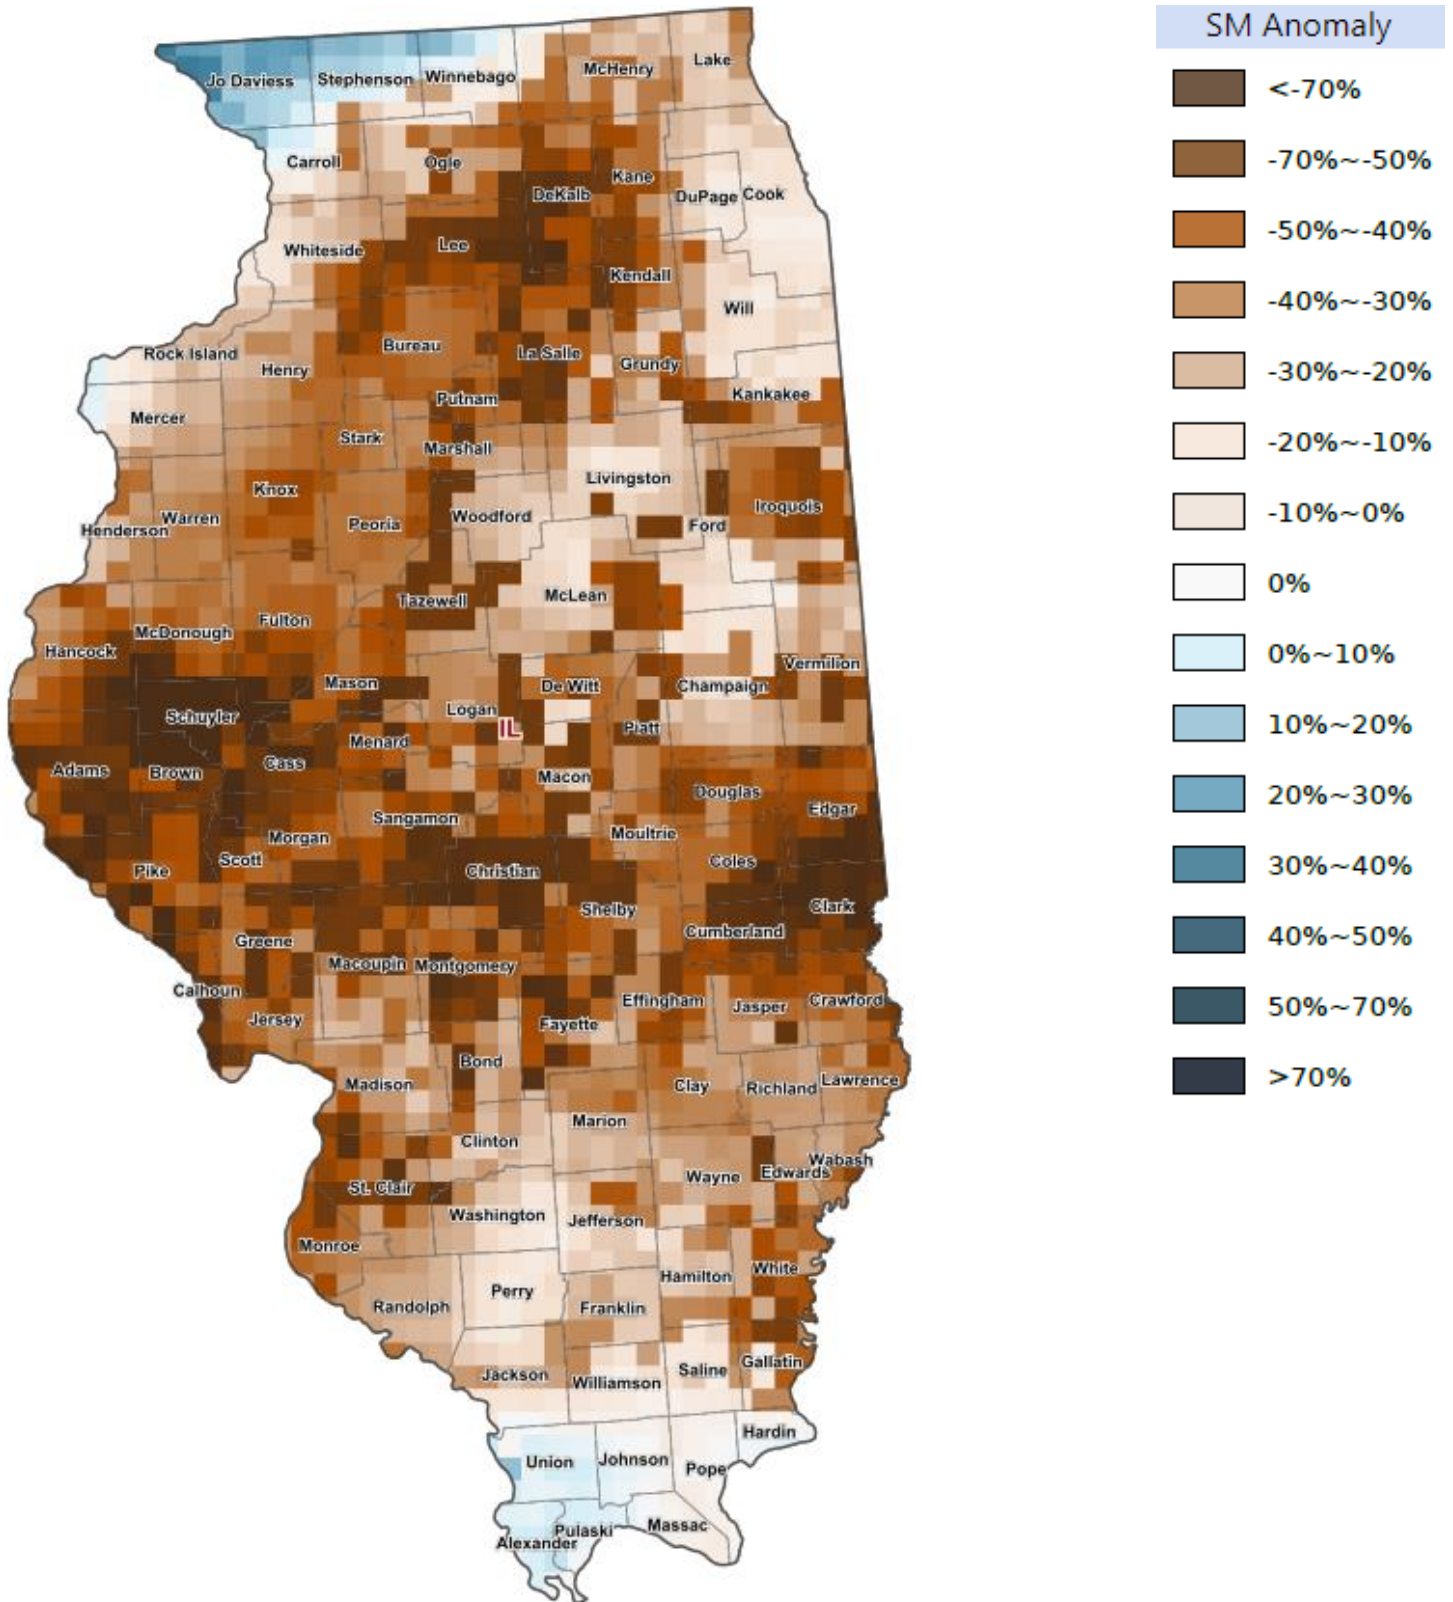 SM Anomaly
<-70%
-70%~-50%
-50%~-40%
-40%~-30%
-30%~-20%
-20%~-10%
-10%~0%
0%
0%~10%
10%~20%
20%~30%
30%~40%
40%~50%
50%~70%
>70%
Jo Daviess
Stephenson
Winnebago
McHenry
Lake
Carroll
Ogle
DeKalb
Kane
DuPage
Cook
Whiteside
Lee
Kendall
Will
Rock Island
Henry
Bureau
La Salle
Grundy
Kankakee
Mercer
Putnam
Stark
Marshall
Livingston
Knox
Warren
Henderson
Peoria
Woodford
Ford
Iroquois
Tazewell
McLean
Fulton
McDonough
Hancock
Mason
De Witt
Champaign
Vermilion
Schuyler
Logan
IL
Piatt
Menard
Adams
Brown
Cass
Macon
Douglas
Edgar
Sangamon
Morgan
Moultrie
Scott
Pike
Christian
Coles
Shelby
Clark
Cumberland
Greene
Macoupin
Montgomery
Calhoun
Jersey
Effingham
Jasper
Crawford
Fayette
Bond
Madison
Clay
Richland
Lawrence
Marion
Clinton
Wabash
Wayne
Edwards
St. Clair
Washington
Jefferson
Monroe
Hamilton
White
Perry
Randolph
Franklin
Jackson
Williamson
Saline
Gallatin
Hardin
Union
Johnson
Pope
Massac
Pulaski
Alexander